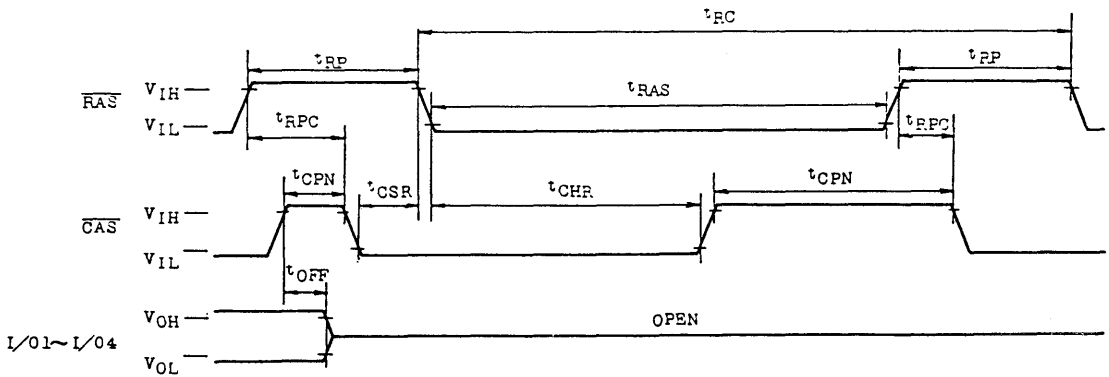 tRC
tRP
tRP
RAS
VIH
VIL
tRAS
tRPC
tRPC
tCPN
tCSR
tCHR
tCPN
CAS
VIH
VIL
tOFF
I/O1~I/O4
VOH
VOL
OPEN